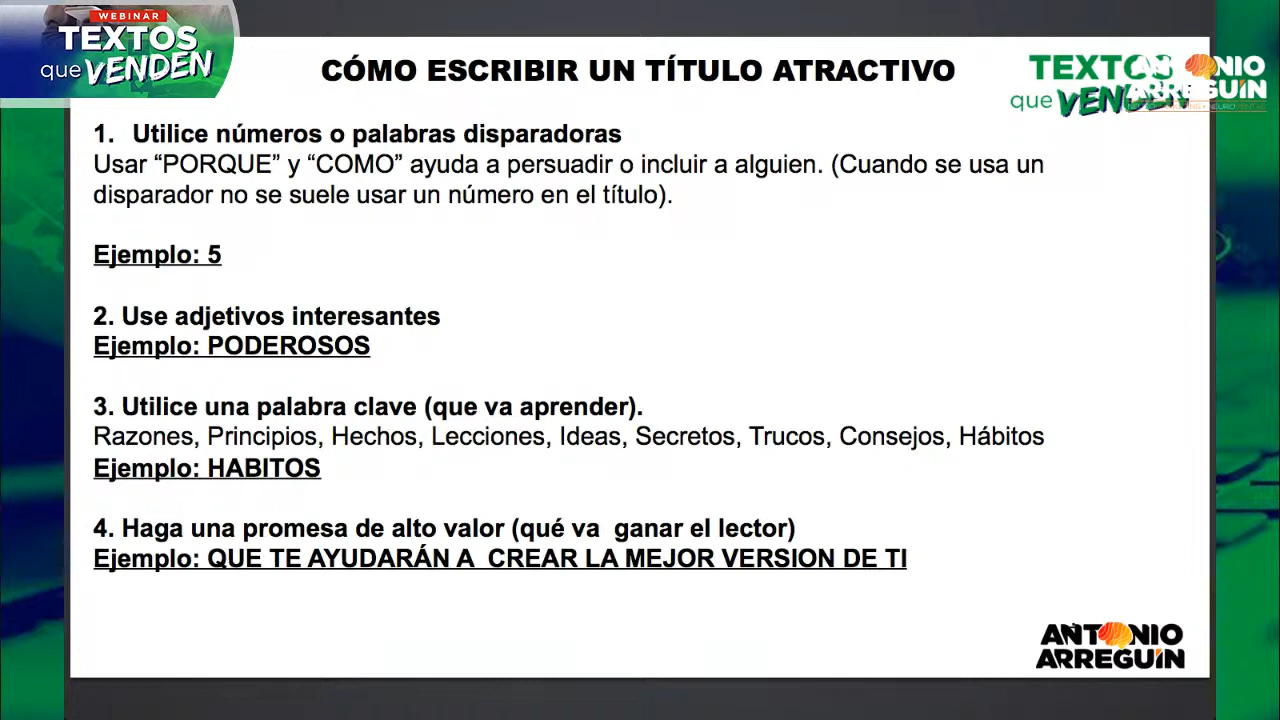 WEBINAR
TEXTOS
que VENDEN
CÓMO ESCRIBIR UN TÍTULO ATRACTIVO
TEXTOS
que VENDEN
ANTONIO
ARREGUÍN
1. Utilice números o palabras disparadoras
Usar “PORQUE” y “COMO” ayuda a persuadir o incluir a alguien. (Cuando se usa un
disparador no se suele usar un número en el título).
Ejemplo: 5
2. Use adjetivos interesantes
Ejemplo: PODEROSOS
3. Utilice una palabra clave (que va aprender).
Razones, Principios, Hechos, Lecciones, Ideas, Secretos, Trucos, Consejos, Hábitos
Ejemplo: HABITOS
4. Haga una promesa de alto valor (qué va  ganar el lector)
Ejemplo: QUE TE AYUDARÁN A  CREAR LA MEJOR VERSION DE TI
ANTONIO
ARREGUÍN